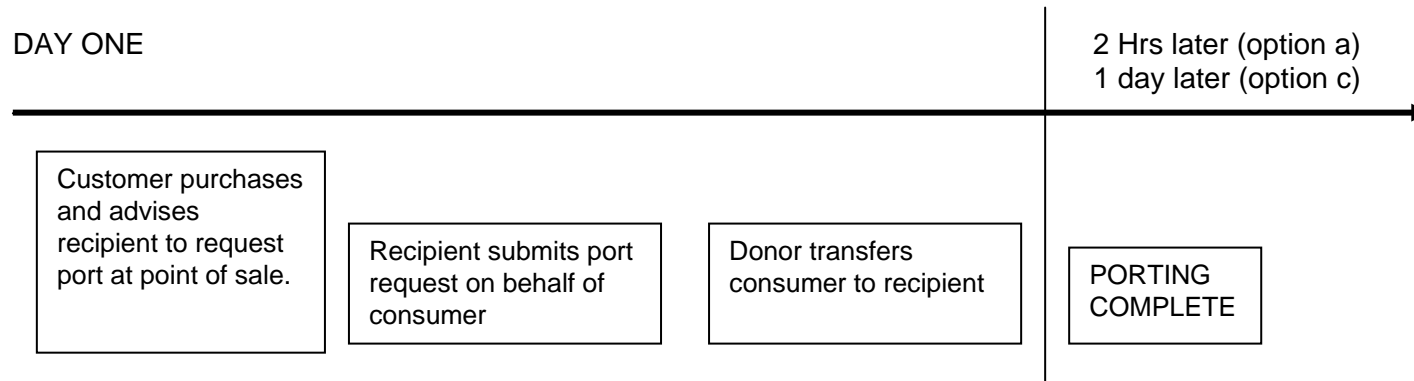 DAY ONE
2 Hrs later (option a)
1 day later (option c)
Customer purchases
and advises
recipient to request
port at point of sale.
Recipient submits port
request on behalf of
consumer
Donor transfers
consumer to recipient
PORTING
COMPLETE